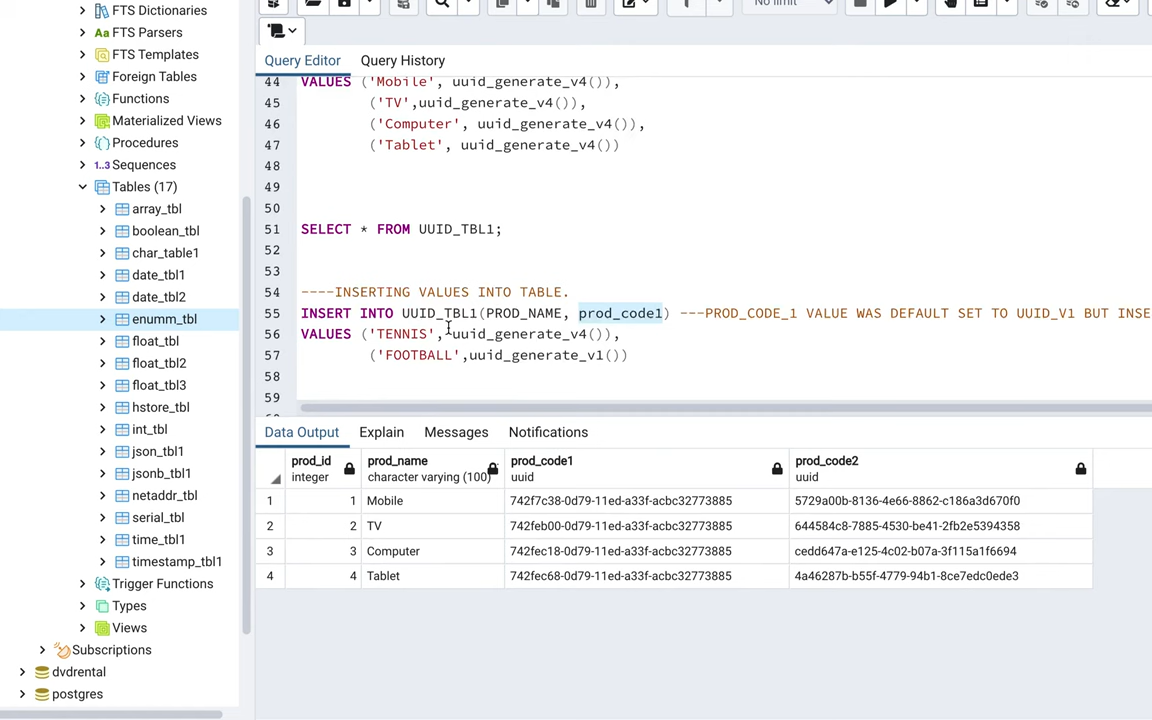 FTS Dictionaries
Aa FTS Parsers
FTS Templates
Foreign Tables
Functions
Materialized Views
Procedures
1..3 Sequences
Tables (17)
array_tbl
boolean_tbl
char_table1
date_tbl1
date_tbl2
enumm_tbl
float_tbl
float_tbl2
float_tbl3
hstore_tbl
int_tbl
json_tbl1
jsonb_tbl1
netaddr_tbl
serial_tbl
time_tbl1
timestamp_tbl1
Trigger Functions
Types
Views
Subscriptions
dvdrental
postgres
No limit
Query Editor Query History
44 VALUES ('Mobile', uuid_generate_v4()),
45 ('TV',uuid_generate_v4()),
46 ('Computer', uuid_generate_v4()),
47 ('Tablet', uuid_generate_v4())
48
49
50
51 SELECT * FROM UUID_TBL1;
52
53
54 ----INSERTING VALUES INTO TABLE.
55 INSERT INTO UUID_TBL1(PROD_NAME, prod_code1) ---PROD_CODE_1 VALUE WAS DEFAULT SET TO UUID_V1 BUT INSE
56 VALUES ('TENNIS', uuid_generate_v4()),
57 ('FOOTBALL',uuid_generate_v1())
58
59
Data Output Explain Messages Notifications
prod_id prod_name prod_code1 prod_code2
integer character varying (100) uuid uuid
1 1 Mobile 742f7c38-0d79-11ed-a33f-acbc32773885 5729a00b-8136-4e66-8862-c186a3d670f0
2 2 TV 742feb00-0d79-11ed-a33f-acbc32773885 644584c8-7885-4530-be41-2fb2e5394358
3 3 Computer 742fec18-0d79-11ed-a33f-acbc32773885 cedd647a-e125-4c02-b07a-3f115a1f6694
4 4 Tablet 742fec68-0d79-11ed-a33f-acbc32773885 4a46287b-b55f-4779-94b1-8ce7edc0ede3